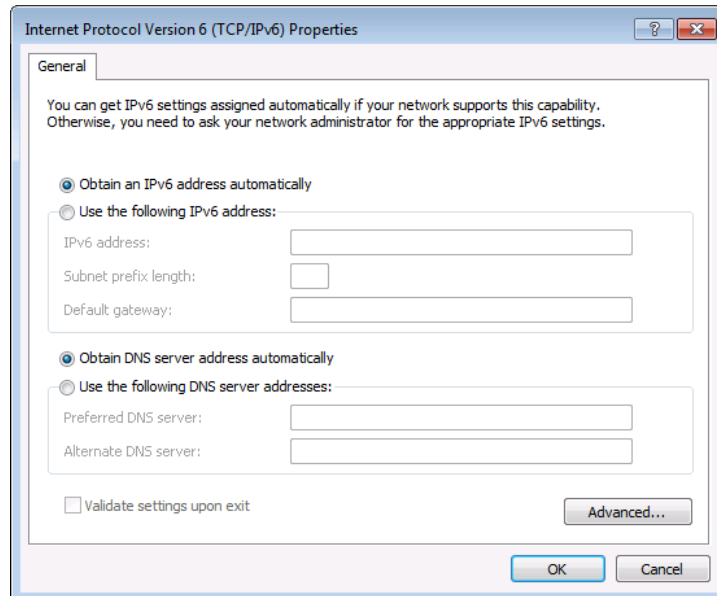 Internet Protocol Version 6 (TCP/IPv6) Properties
General
You can get IPv6 settings assigned automatically if your network supports this capability.
Otherwise, you need to ask your network administrator for the appropriate IPv6 settings.
Obtain an IPv6 address automatically
Use the following IPv6 address:
IPv6 address:
Subnet prefix length:
Default gateway:
Obtain DNS server address automatically
Use the following DNS server addresses:
Preferred DNS server:
Alternate DNS server:
Validate settings upon exit
Advanced...
OK Cancel